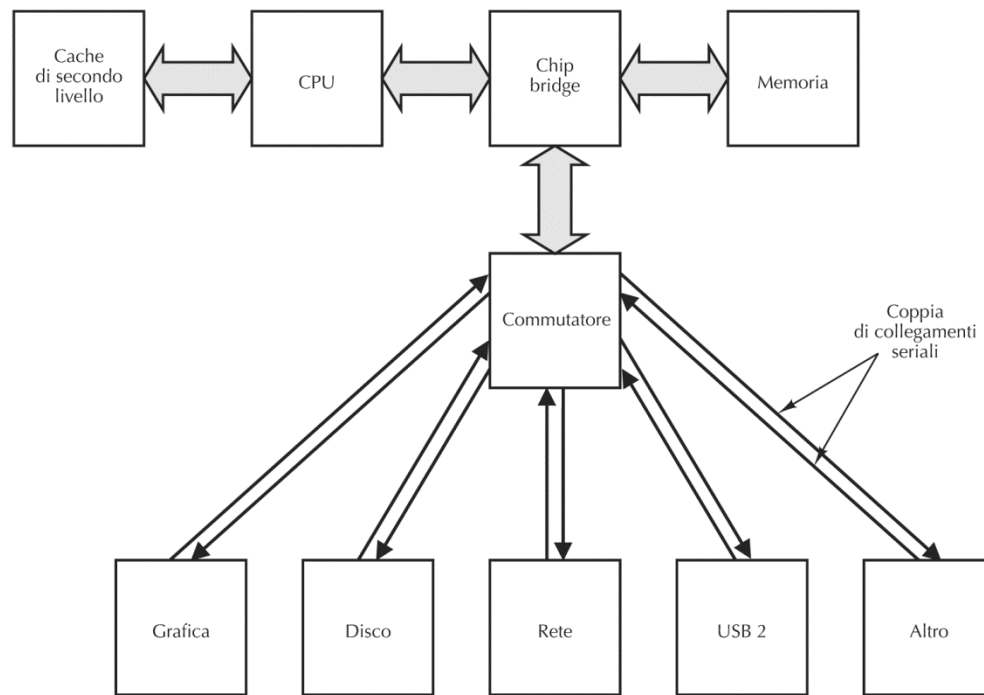 Cache
di secondo
livello
CPU
Chip
bridge
Memoria
Commutatore
Coppia
di collegamenti
seriali
Grafica
Disco
Rete
USB 2
Altro